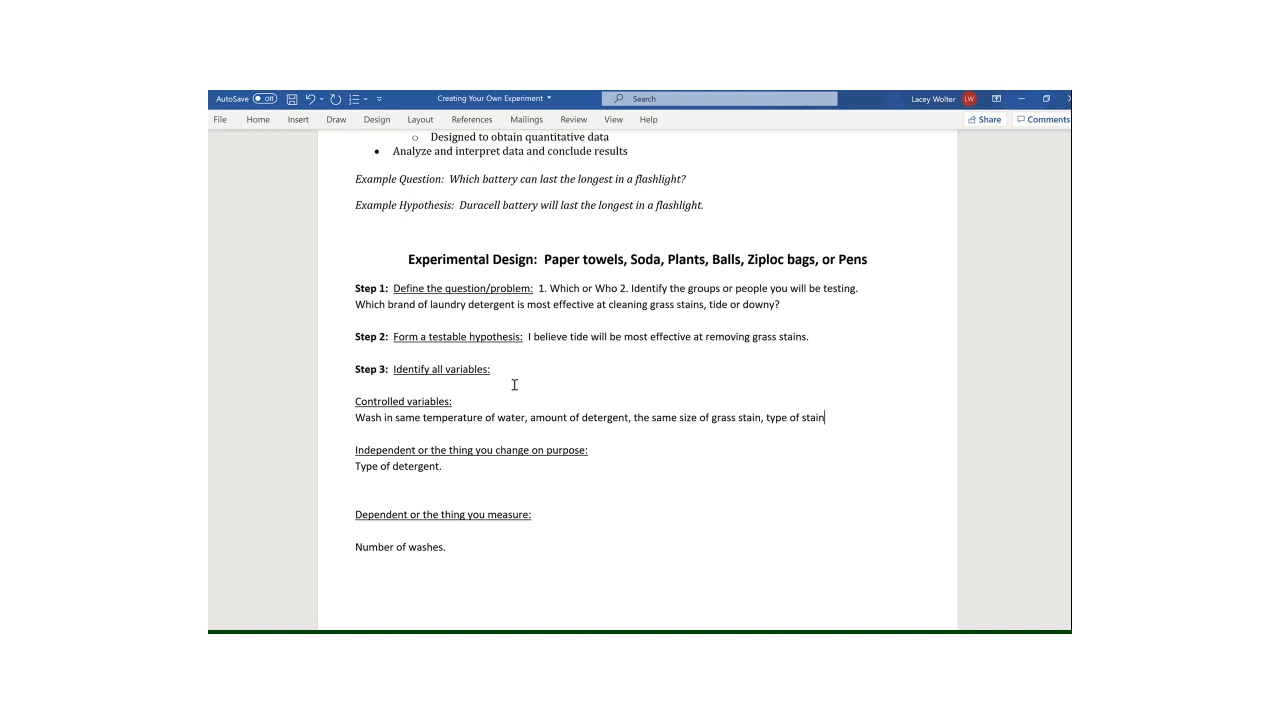 AutoSave Off Creating Your Own Experiment Search Lacey Wolter LW
File Home Insert Draw Design Layout References Mailings Review View Help Share Comments
o Designed to obtain quantitative data
• Analyze and interpret data and conclude results
Example Question: Which battery can last the longest in a flashlight?
Example Hypothesis: Duracell battery will last the longest in a flashlight.
Experimental Design: Paper towels, Soda, Plants, Balls, Ziploc bags, or Pens
Step 1: Define the question/problem: 1. Which or Who 2. Identify the groups or people you will be testing.
Which brand of laundry detergent is most effective at cleaning grass stains, tide or downy?
Step 2: Form a testable hypothesis: I believe tide will be most effective at removing grass stains.
Step 3: Identify all variables:
Controlled variables:
Wash in same temperature of water, amount of detergent, the same size of grass stain, type of stain
Independent or the thing you change on purpose:
Type of detergent.
Dependent or the thing you measure:
Number of washes.